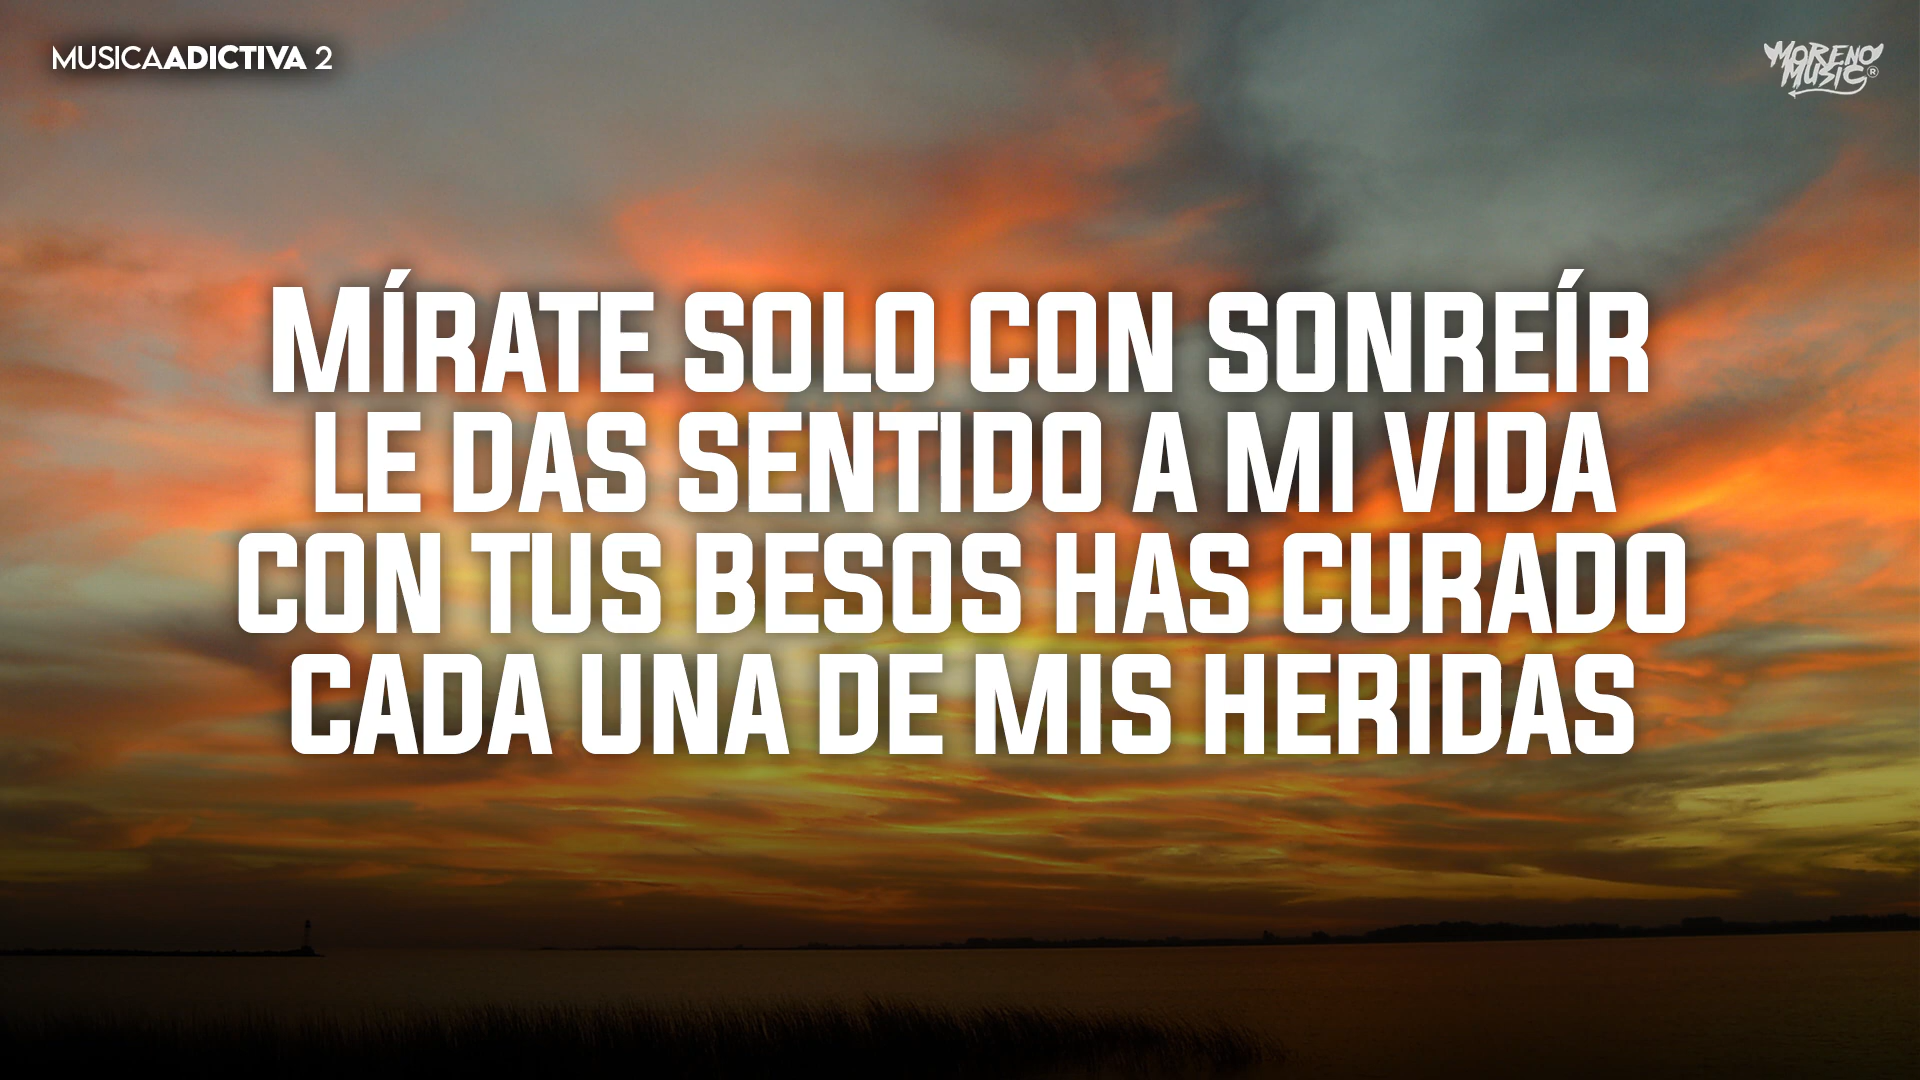 MUSICAADICTIVA 2
MORENO
MUSIC®
MÍRATE SOLO CON SONREÍR
LE DAS SENTIDO A MI VIDA
CON TUS BESOS HAS CURADO
CADA UNA DE MIS HERIDAS